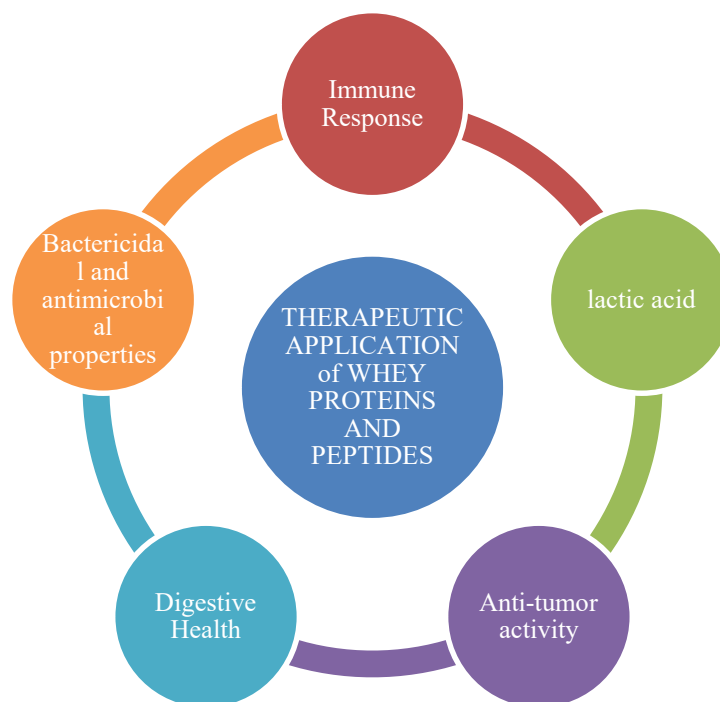 Immune
Response
lactic acid
Anti-tumor
activity
Digestive
Health
Bactericida
l and
antimicrobi
al
properties
THERAPEUTIC
APPLICATION
of WHEY
PROTEINS
AND
PEPTIDES